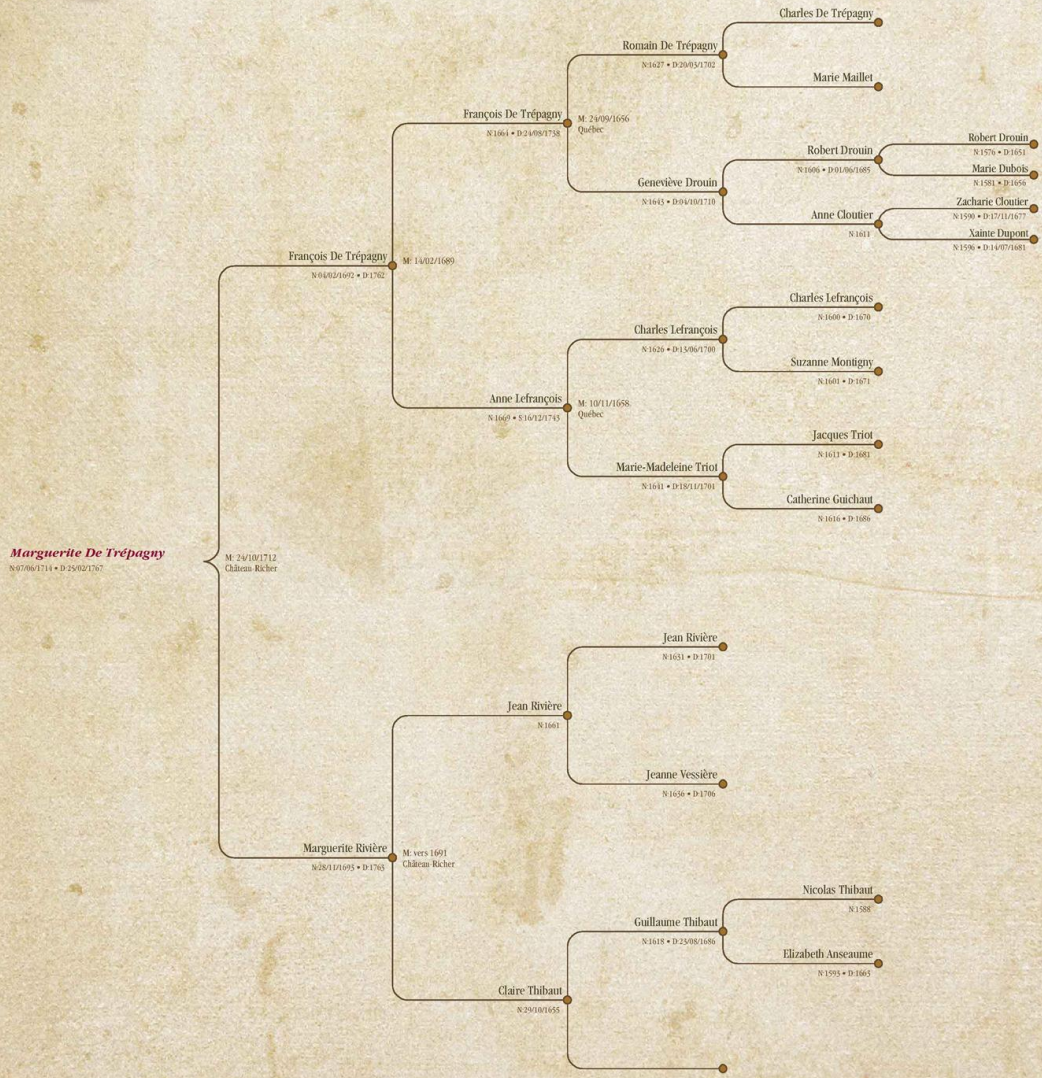 Charles De Trépagny
Romain De Trépagny
N:1627 • D:20/03/1702
Marie Maillet
François De Trépagny
N:1664 • D:24/08/1738
M: 24/09/1656
Québec
Robert Drouin
N:1576 • D:1651
Robert Drouin
N:1606 • D:01/06/1685
Marie Dubois
N:1581 • D:1656
Geneviève Drouin
N:1643 • D:04/10/1710
Zacharie Cloutier
N:1590 • D:17/11/1677
Anne Cloutier
N:1611
Xainte Dupont
N:1596 • D:14/07/1681
François De Trépagny
N:04/02/1692 • D:1762
M: 14/02/1689
Charles Lefrançois
N:1600 • D:1670
Charles Lefrançois
N:1626 • D:13/06/1700
Suzanne Montigny
N:1601 • D:1671
Anne Lefrançois
N:1669 • S:16/12/1743
M: 10/11/1658
Québec
Jacques Triot
N:1611 • D:1681
Marie-Madeleine Triot
N:1641 • D:18/11/1701
Catherine Guichaut
N:1616 • D:1686
Marguerite De Trépagny
N:07/06/1714 • D:25/02/1767
M: 24/10/1712
Château-Richer
Jean Rivière
N:1631 • D:1701
Jean Rivière
N:1661
Jeanne Vessière
N:1636 • D:1706
Marguerite Rivière
N:28/11/1693 • D:1763
M: vers 1691
Château-Richer
Nicolas Thibaut
N:1588
Guillaume Thibaut
N:1618 • D:23/08/1686
Elizabeth Anseaume
N:1593 • D:1663
Claire Thibaut
N:29/10/1655